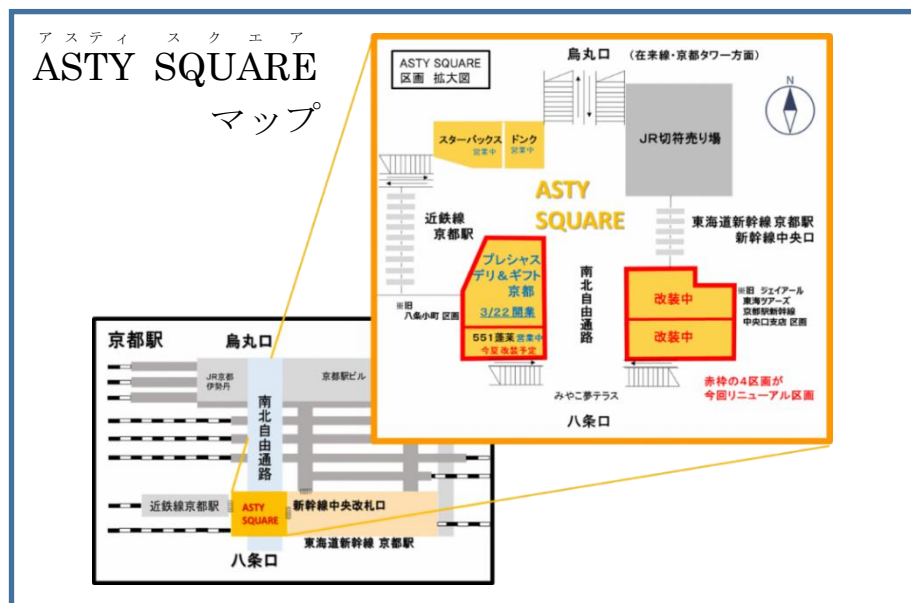 アスティ スクエア
ASTY SQUARE
マップ
ASTY SQUARE
区画 拡大図
烏丸口 (在来線・京都タワー方面)
N
スターバックス
営業中
ドンク
営業中
JR切符売り場
ASTY
SQUARE
近鉄線
京都駅
東海道新幹線 京都駅
新幹線中央口
プレシャス
デリ&ギフト
京都
3/22 開業
南北自由通路
改装中
改装中
※旧 ジェイアール
東海ツアーズ
京都駅新幹線
中央口支店 区画
※旧
八条小町 区画
551蓬莱 営業中
今夏 改装予定
赤枠の4区画が
今回リニューアル区画
みやこ夢テラス
八条口
京都駅
烏丸口
JR京都
伊勢丹
京都駅ビル
南北自由通路
近鉄線京都駅
ASTY
SQUARE
新幹線中央改札口
東海道新幹線 京都駅
八条口